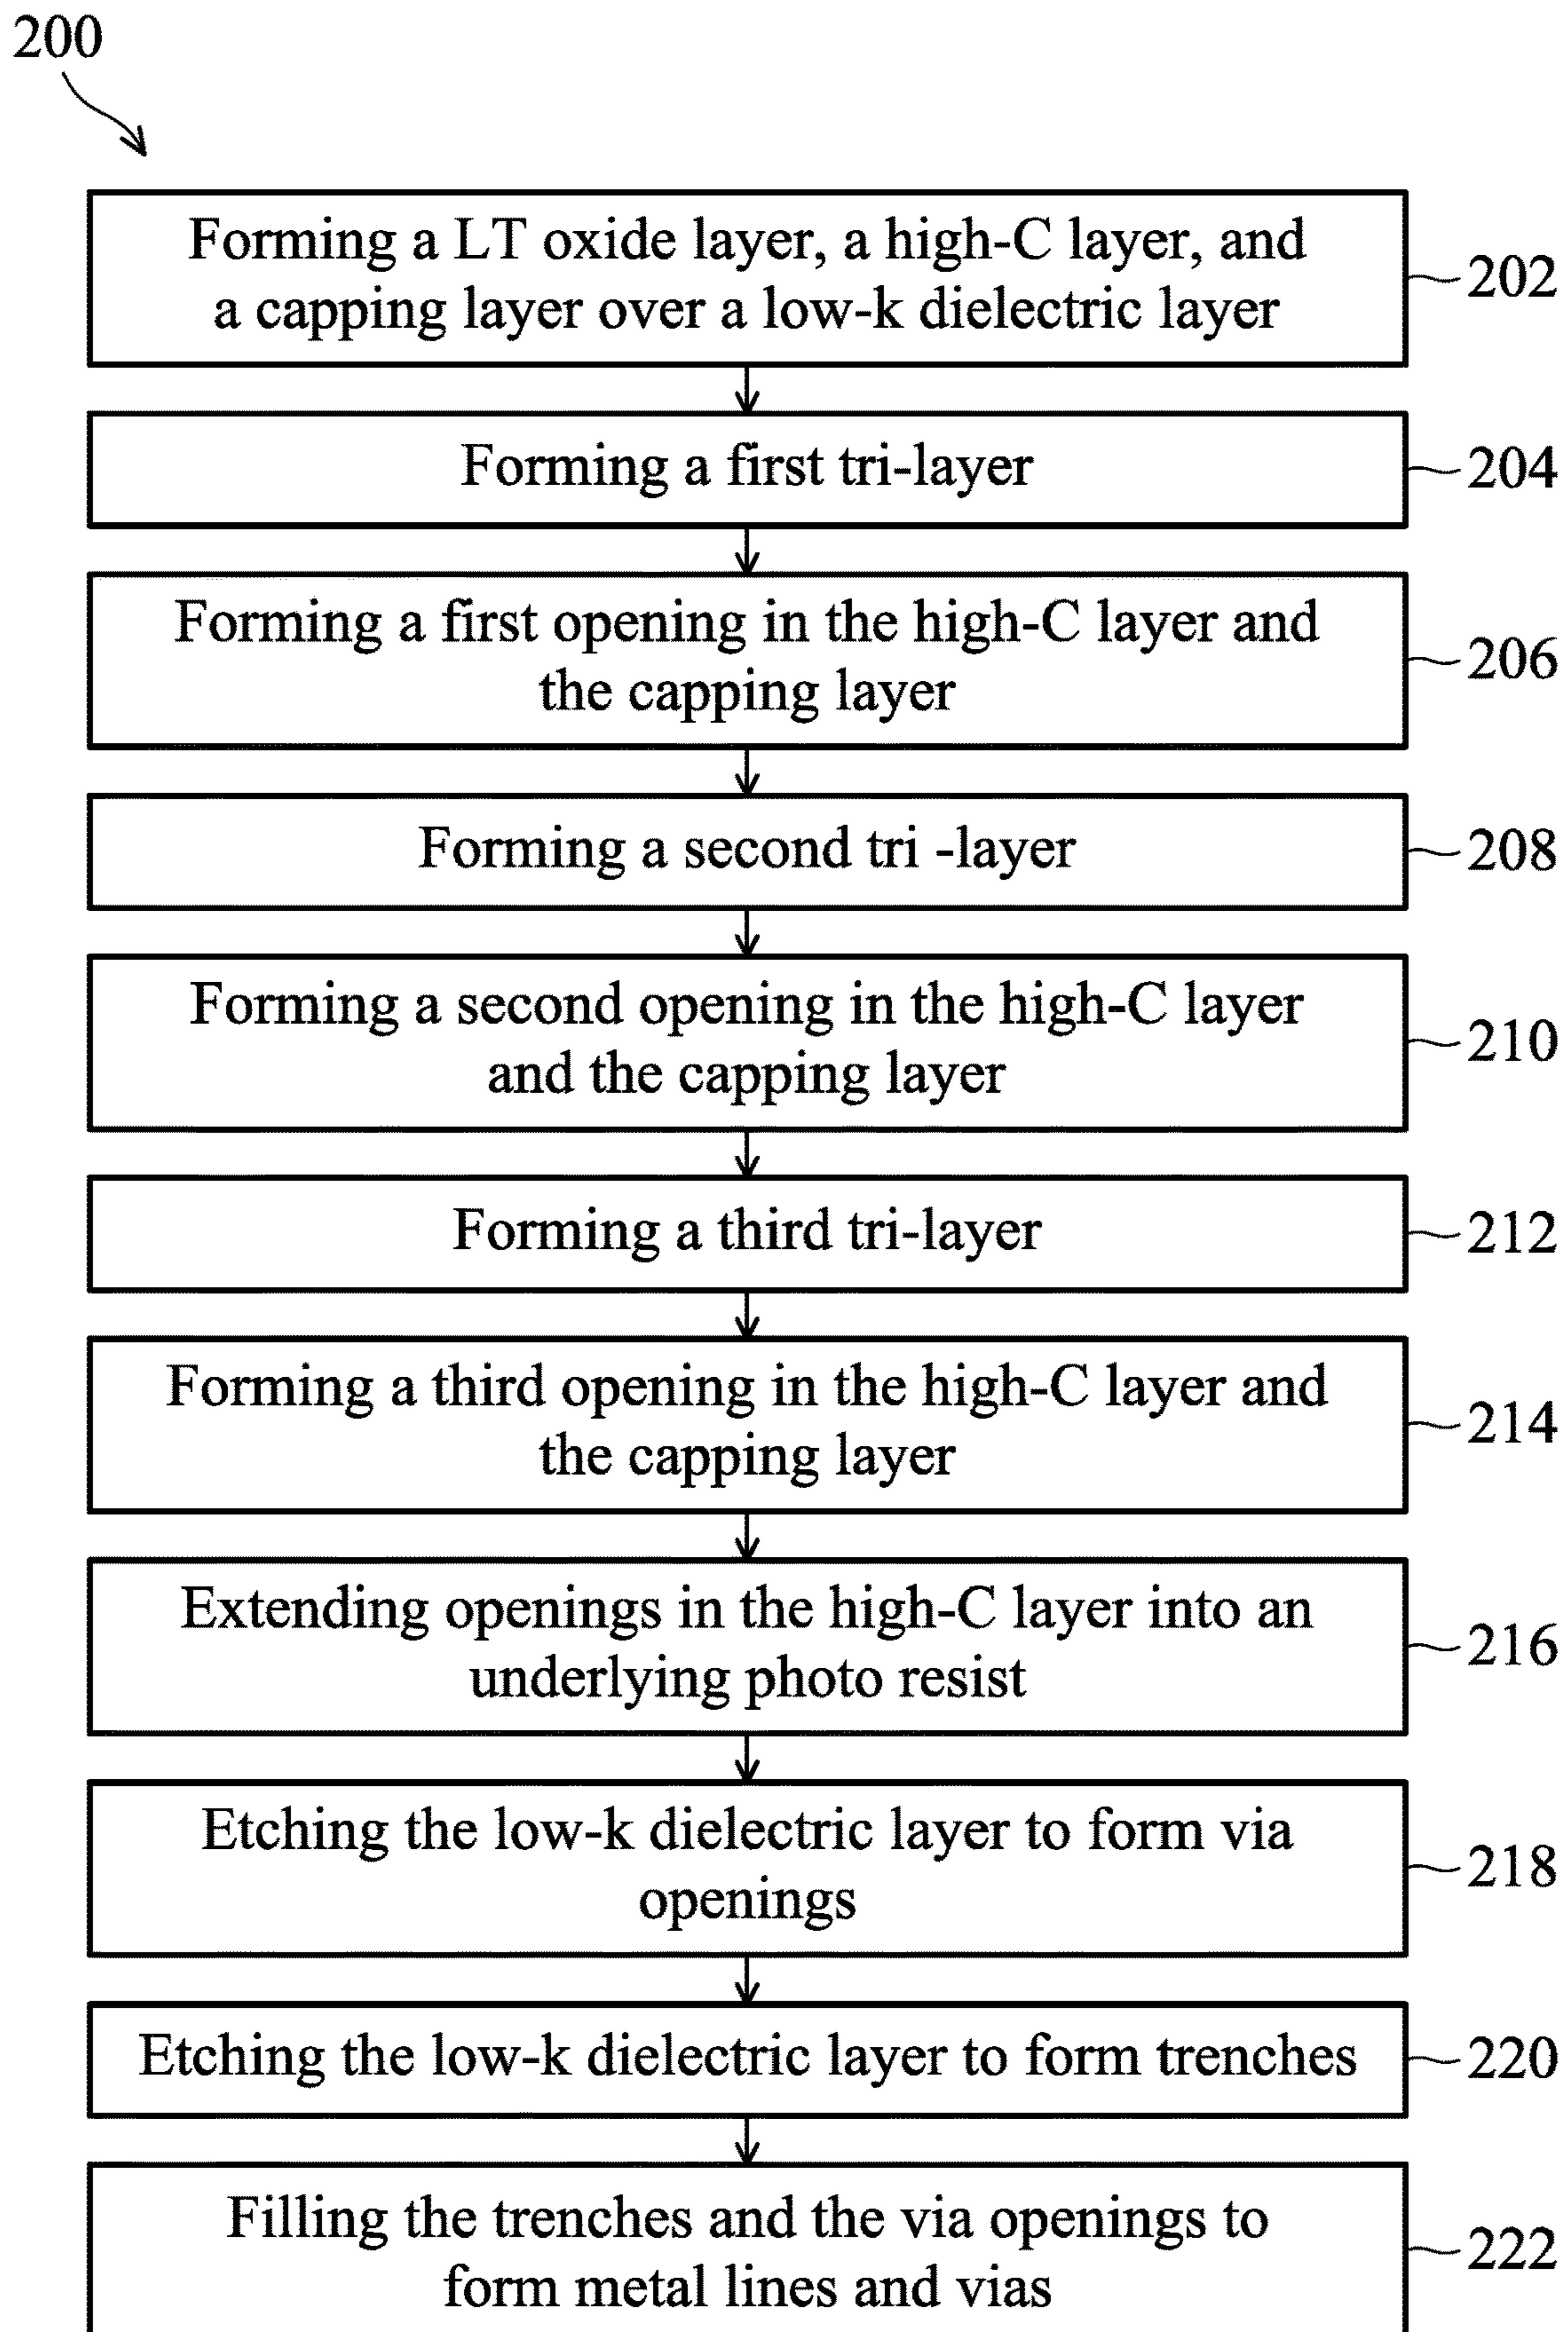 200
Forming a LT oxide layer, a high-C layer, and
a capping layer over a low-k dielectric layer
202
Forming a first tri-layer
204
Forming a first opening in the high-C layer and
the capping layer
206
Forming a second tri -layer
208
Forming a second opening in the high-C layer
and the capping layer
210
Forming a third tri-layer
212
Forming a third opening in the high-C layer and
the capping layer
214
Extending openings in the high-C layer into an
underlying photo resist
216
Etching the low-k dielectric layer to form via
openings
218
Etching the low-k dielectric layer to form trenches
220
Filling the trenches and the via openings to
form metal lines and vias
222